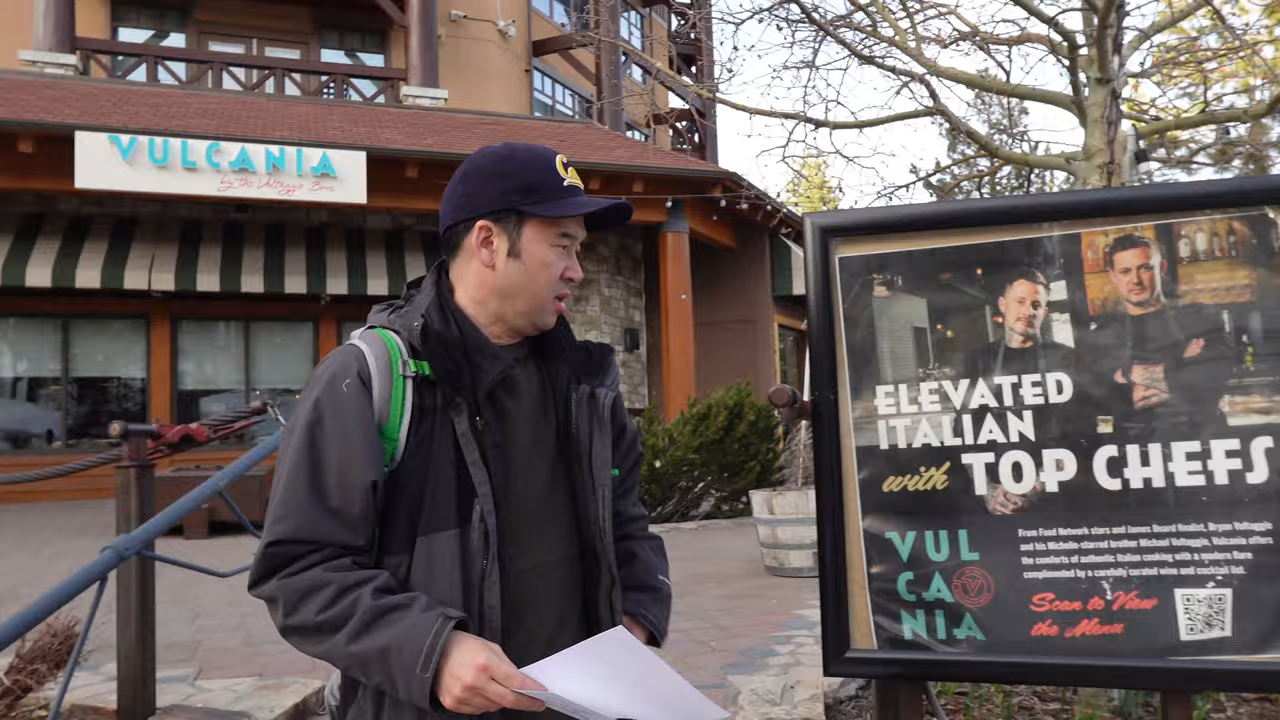 VULCANIA
by the Voltaggio Bros
ELEVATED
ITALIAN
with TOP CHEFS
VUL
CA
NIA
From Food Network stars and James Beard finalist, Bryan Voltaggio
and his Michelin-starred brother Michael Voltaggio, Vulcania offers
the comforts of authentic Italian cooking with a modern flare
complimented by a carefully curated wine and cocktail list.
Scan to View
the Menu